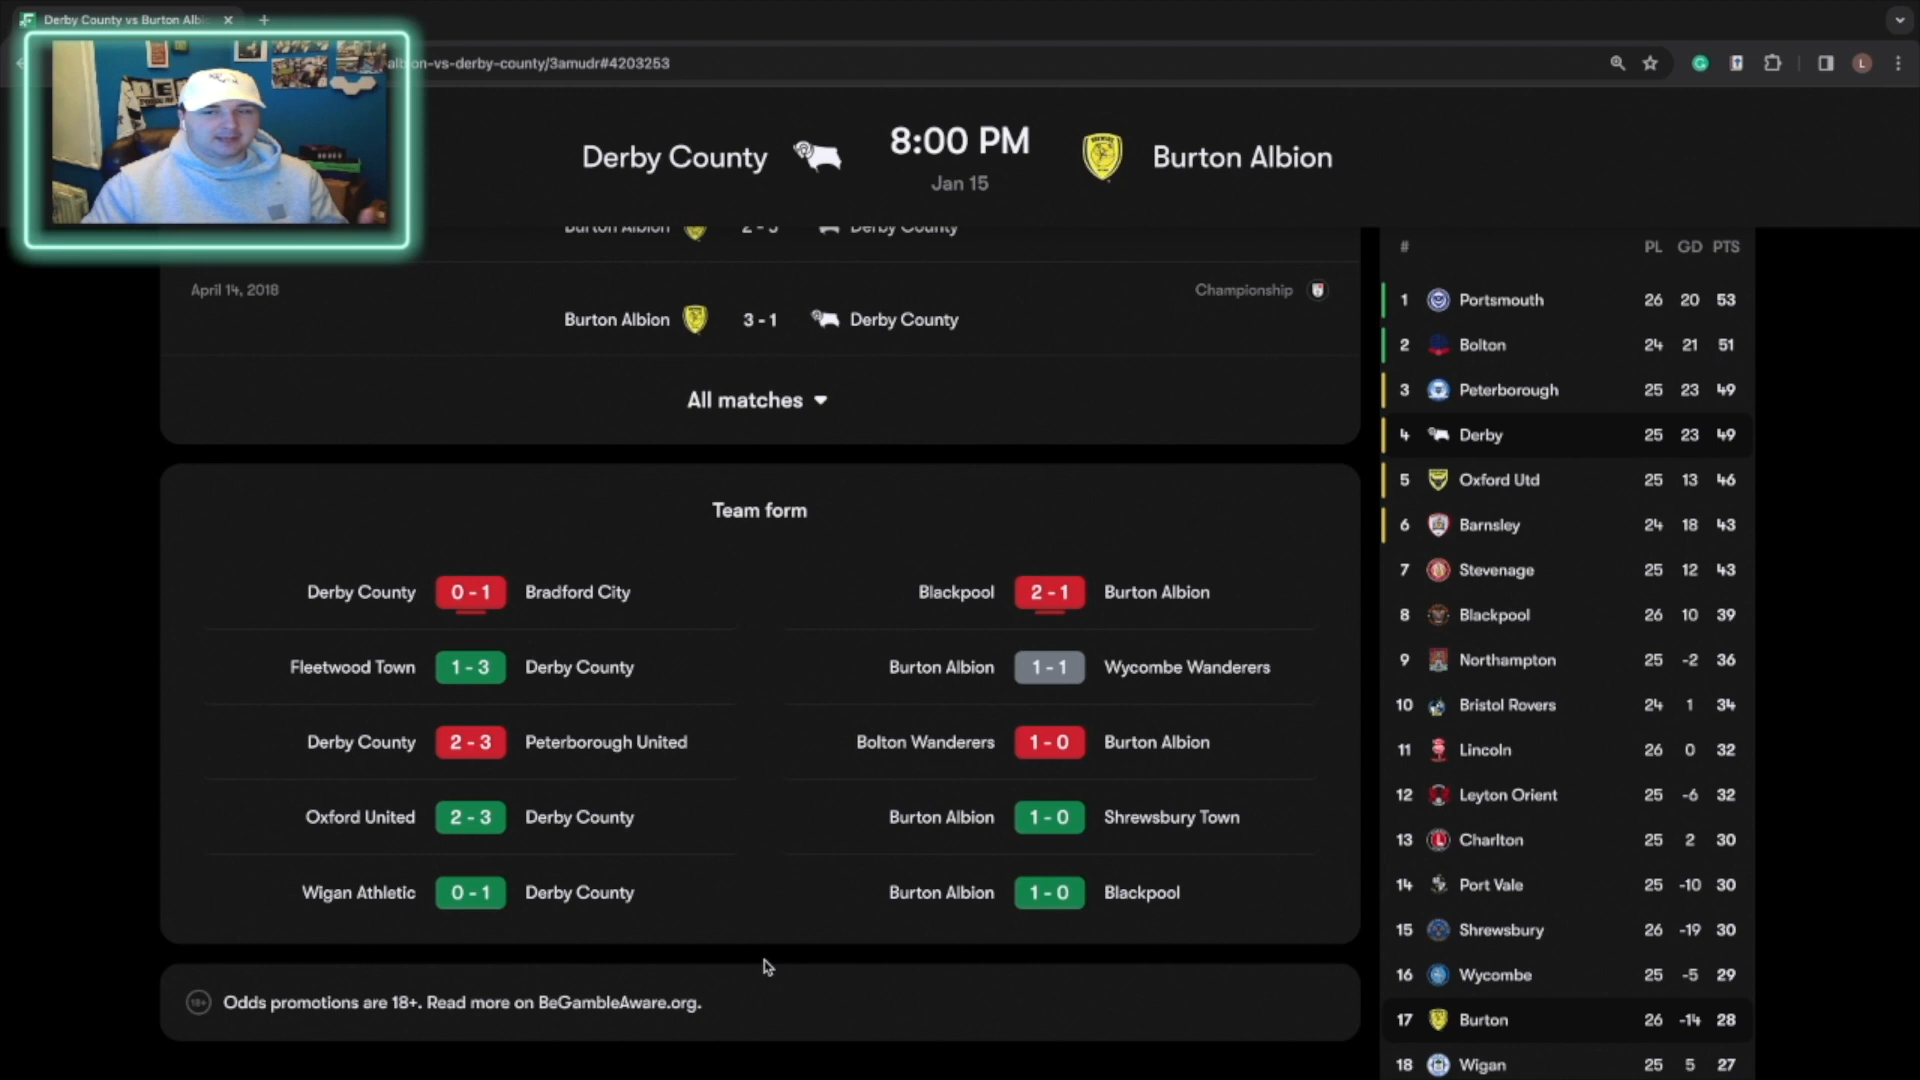 Derby County vs Burton Albi
albion-vs-derby-county/3amudr#4203253
L
Derby County
8:00 PM
Jan 15
Burton Albion
Burton Albion 2 - 3 Derby County
April 14, 2018
Championship
Burton Albion 3 - 1 Derby County
All matches
Team form
Derby County 0 - 1 Bradford City
Fleetwood Town 1 - 3 Derby County
Derby County 2 - 3 Peterborough United
Oxford United 2 - 3 Derby County
Wigan Athletic 0 - 1 Derby County
Blackpool 2 - 1 Burton Albion
Burton Albion 1 - 1 Wycombe Wanderers
Bolton Wanderers 1 - 0 Burton Albion
Burton Albion 1 - 0 Shrewsbury Town
Burton Albion 1 - 0 Blackpool
18+ Odds promotions are 18+. Read more on BeGambleAware.org.
# PL GD PTS
1 Portsmouth 26 20 53
2 Bolton 24 21 51
3 Peterborough 25 23 49
4 Derby 25 23 49
5 Oxford Utd 25 13 46
6 Barnsley 24 18 43
7 Stevenage 25 12 43
8 Blackpool 26 10 39
9 Northampton 25 -2 36
10 Bristol Rovers 24 1 34
11 Lincoln 26 0 32
12 Leyton Orient 25 -6 32
13 Charlton 25 2 30
14 Port Vale 25 -10 30
15 Shrewsbury 26 -19 30
16 Wycombe 25 -5 29
17 Burton 26 -14 28
18 Wigan 25 5 27